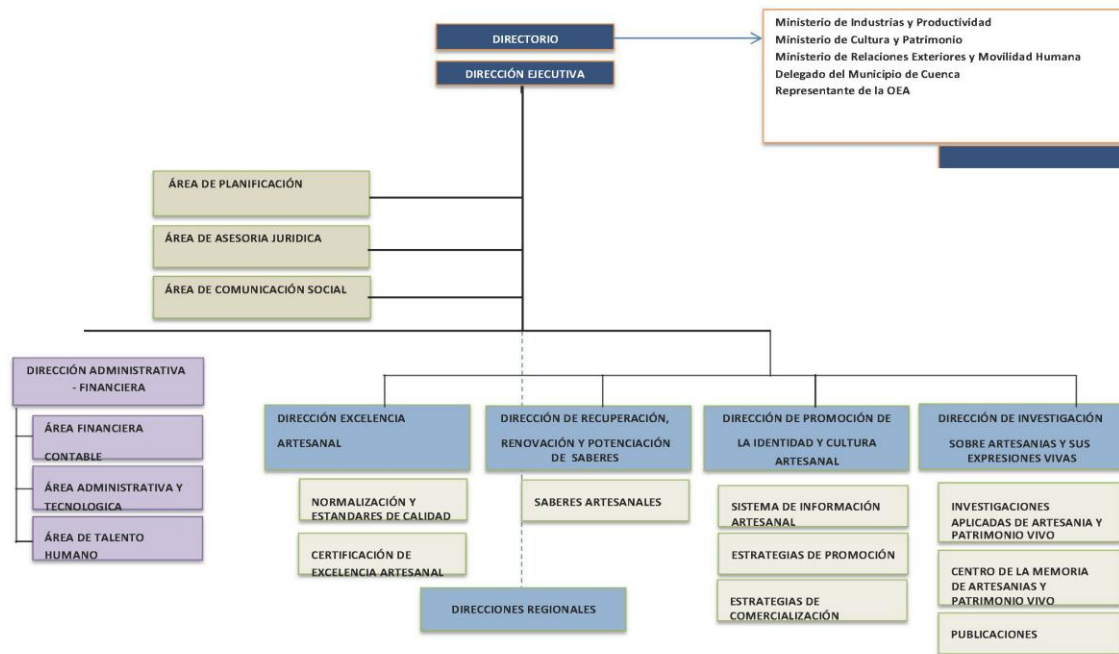 DIRECTORIO
Ministerio de Industrias y Productividad
Ministerio de Cultura y Patrimonio
Ministerio de Relaciones Exteriores y Movilidad Humana
Delegado del Municipio de Cuenca
Representante de la OEA
DIRECCIÓN EJECUTIVA
ÁREA DE PLANIFICACIÓN
ÁREA DE ASESORIA JURIDICA
ÁREA DE COMUNICACIÓN SOCIAL
DIRECCIÓN ADMINISTRATIVA
- FINANCIERA
ÁREA FINANCIERA
CONTABLE
ÁREA ADMINISTRATIVA Y
TECNOLOGICA
ÁREA DE TALENTO
HUMANO
DIRECCIÓN EXCELENCIA
ARTESANAL
NORMALIZACIÓN Y
ESTANDARES DE CALIDAD
CERTIFICACIÓN DE
EXCELENCIA ARTESANAL
DIRECCIÓN DE RECUPERACIÓN,
RENOVACIÓN Y POTENCIACIÓN
DE SABERES
SABERES ARTESANALES
DIRECCIÓN DE PROMOCIÓN DE
LA IDENTIDAD Y CULTURA
ARTESANAL
SISTEMA DE INFORMACIÓN
ARTESANAL
ESTRATEGIAS DE PROMOCIÓN
ESTRATEGIAS DE
COMERCIALIZACIÓN
DIRECCIÓN DE INVESTIGACIÓN
SOBRE ARTESANIAS Y SUS
EXPRESIONES VIVAS
INVESTIGACIONES
APLICADAS DE ARTESANIA Y
PATRIMONIO VIVO
CENTRO DE LA MEMORIA
DE ARTESANIAS Y
PATRIMONIO VIVO
PUBLICACIONES
DIRECCIONES REGIONALES